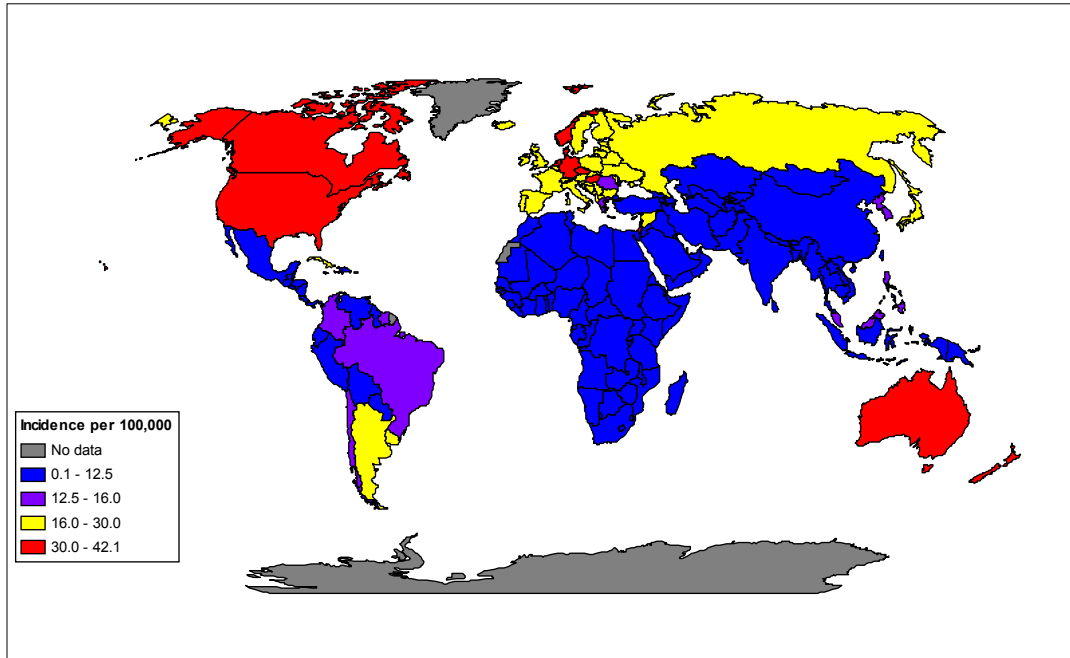 Incidence per 100,000
No data
0.1 - 12.5
12.5 - 16.0
16.0 - 30.0
30.0 - 42.1